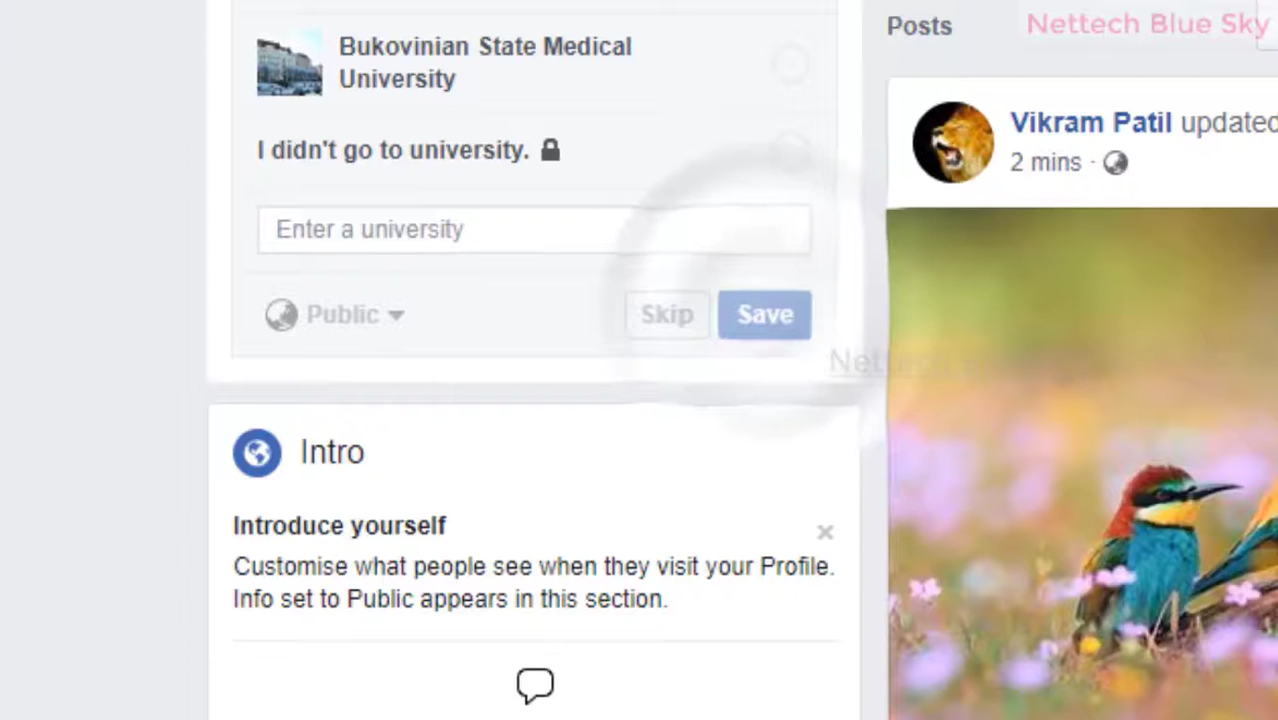 Bukovinian State Medical
University
I didn't go to university.
Enter a university
Public
Skip
Save
Intro
Introduce yourself
Customise what people see when they visit your Profile.
Info set to Public appears in this section.
Posts
Nettech Blue Sky
Vikram Patil updated
2 mins ·
Nettech